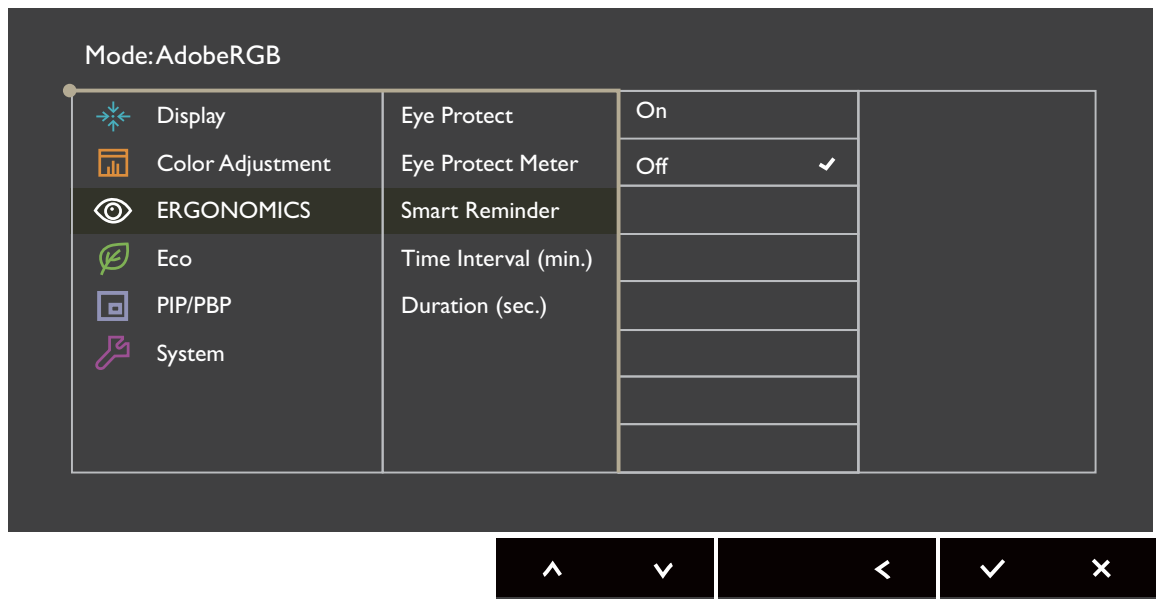 Mode: AdobeRGB
Display
Color Adjustment
ERGONOMICS
Eco
PIP/PBP
System
Eye Protect
Eye Protect Meter
Smart Reminder
Time Interval (min.)
Duration (sec.)
On
Off